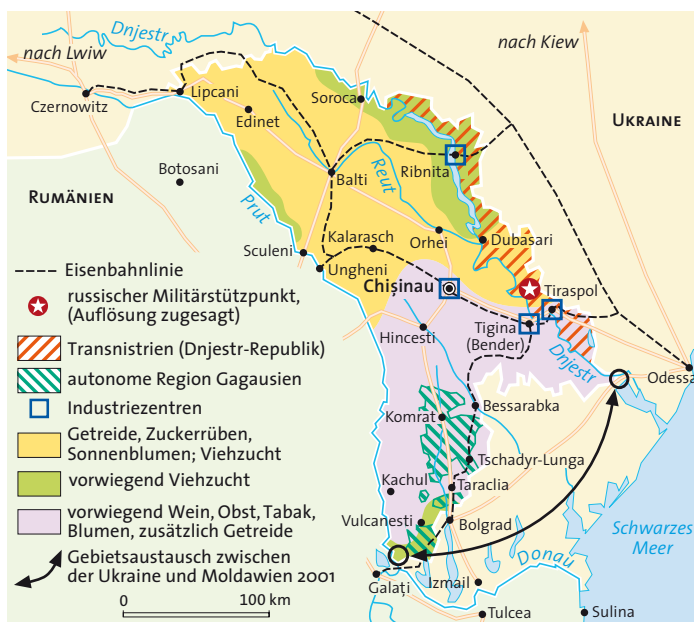 Dnjestr
nach Lwiw
nach Kiew
Czernowitz
Lipcani
Soroca
Edinet
UKRAINE
Botosani
Balti
Reut
Ribnita
RUMÄNIEN
Prut
Orhei
Dubasari
Sculeni
Kalarasch
Ungheni
Chișinau
Tiraspol
Tigina
(Bender)
Hincesti
Dnjestr
Odessa
Bessarabka
Komrat
Tschadyr-Lunga
Kachul
Taraclia
Vulcanesti
Bolgrad
Schwarzes
Meer
Donau
Galați
Izmail
Tulcea
Sulina
Eisenbahnlinie
russischer Militärstützpunkt,
(Auflösung zugesagt)
Transnistrien (Dnjestr-Republik)
autonome Region Gagausien
Industriezentren
Getreide, Zuckerrüben,
Sonnenblumen; Viehzucht
vorwiegend Viehzucht
vorwiegend Wein, Obst, Tabak,
Blumen, zusätzlich Getreide
Gebietsaustausch zwischen
der Ukraine und Moldawien 2001
0 100 km